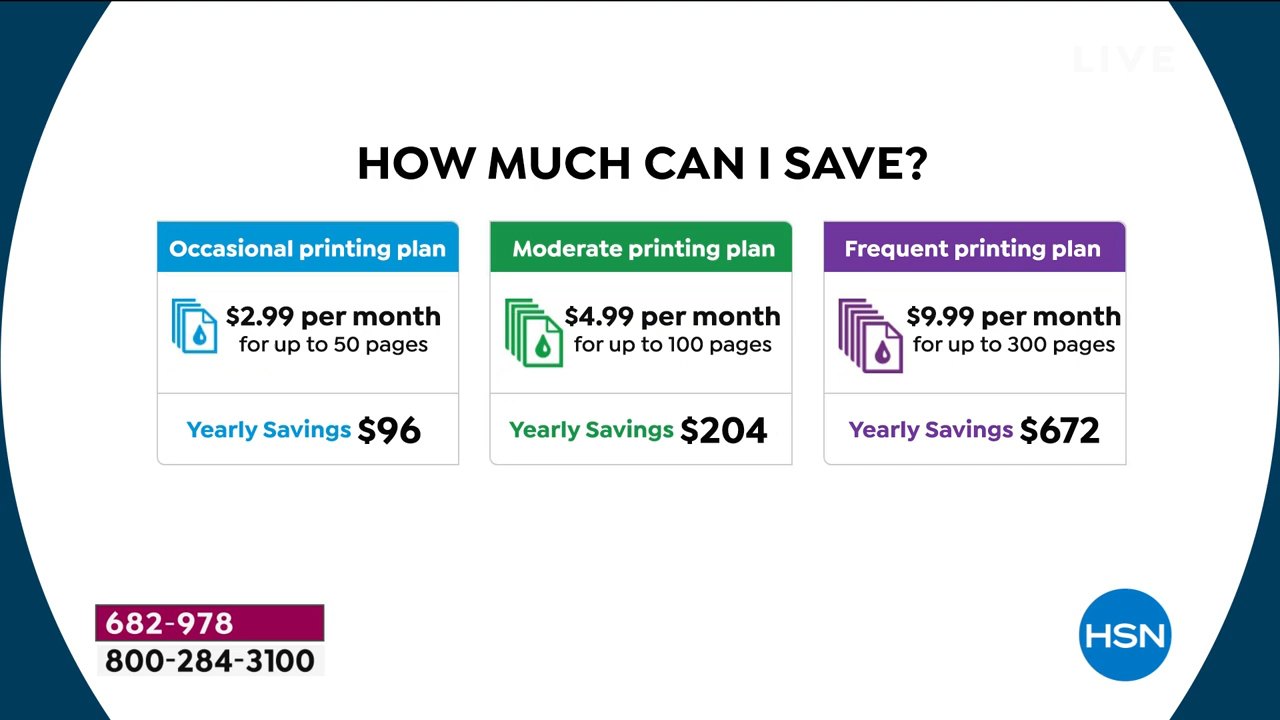 LIVE
HOW MUCH CAN I SAVE?
Occasional printing plan
$2.99 per month
for up to 50 pages
Yearly Savings $96
Moderate printing plan
$4.99 per month
for up to 100 pages
Yearly Savings $204
Frequent printing plan
$9.99 per month
for up to 300 pages
Yearly Savings $672
682-978
800-284-3100
HSN